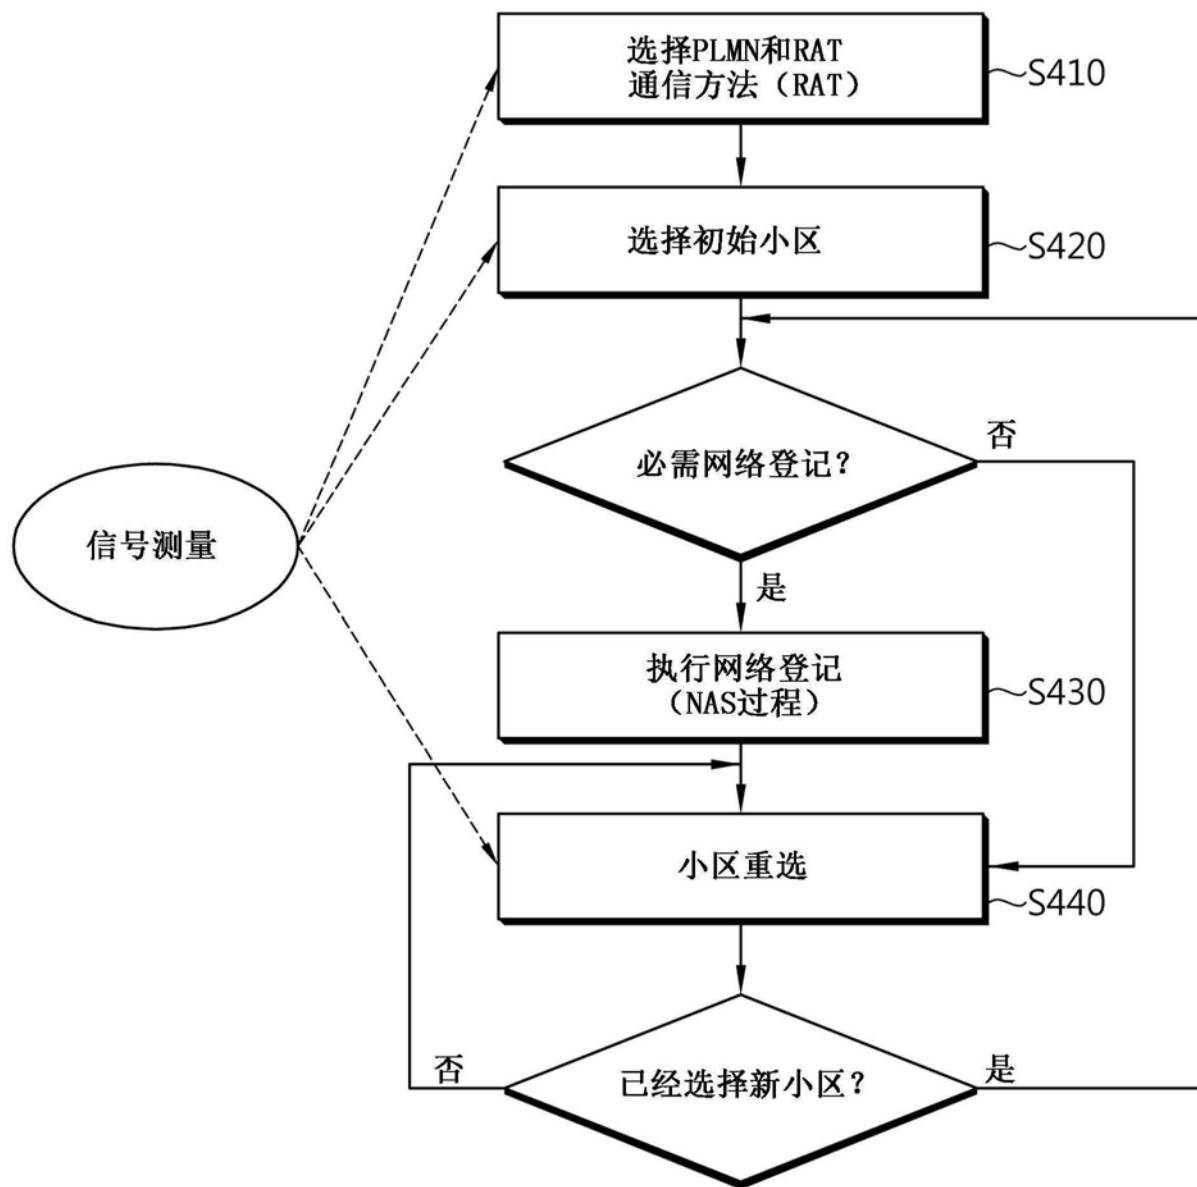 选择PLMN和RAT
通信方法（RAT）
S410
选择初始小区
S420
否
必需网络登记？
信号测量
是
执行网络登记
（NAS过程）
S430
小区重选
S440
否
已经选择新小区？
是